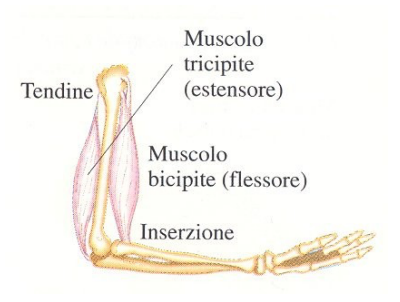 Muscolo
tricipite
(estensore)
Tendine
Muscolo
bicipite (flessore)
Inserzione